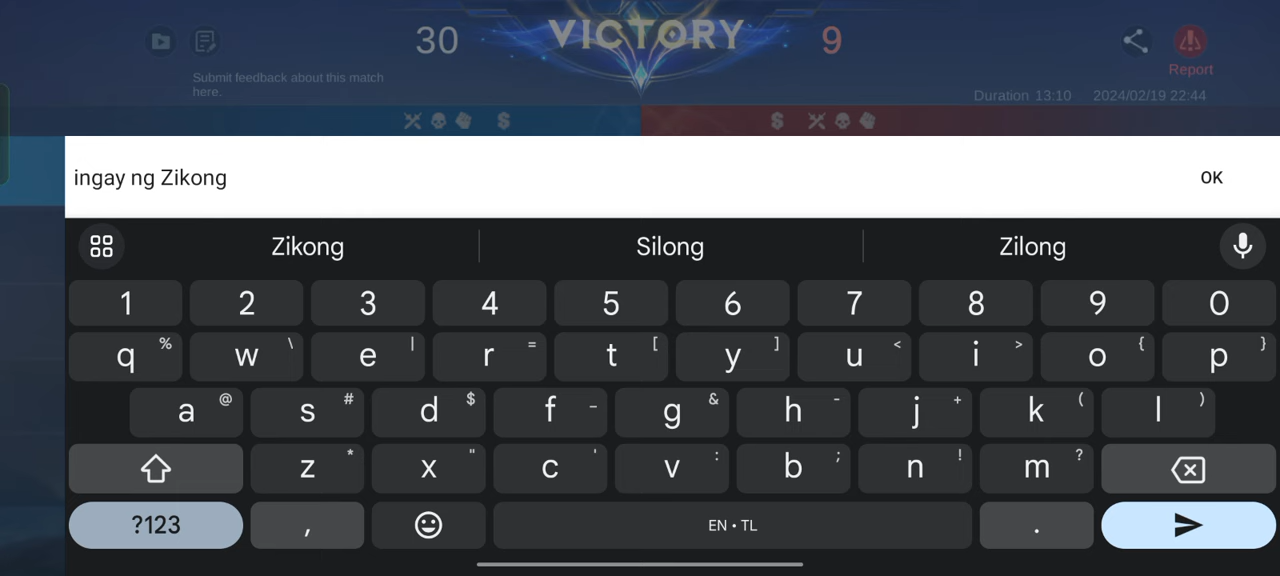 30
VICTORY
9
Submit feedback about this match
here.
Report
Duration 13:10
2024/02/19 22:44
ingay ng Zikong
OK
Zikong
Silong
Zilong
1 2 3 4 5 6 7 8 9 0
q % w \ e | r = t [ y ] u < i > o { p }
a @ s # d $ f _ g & h - j + k ( l )
z * x " c ' v : b ; n ! m ?
?123 , EN • TL .